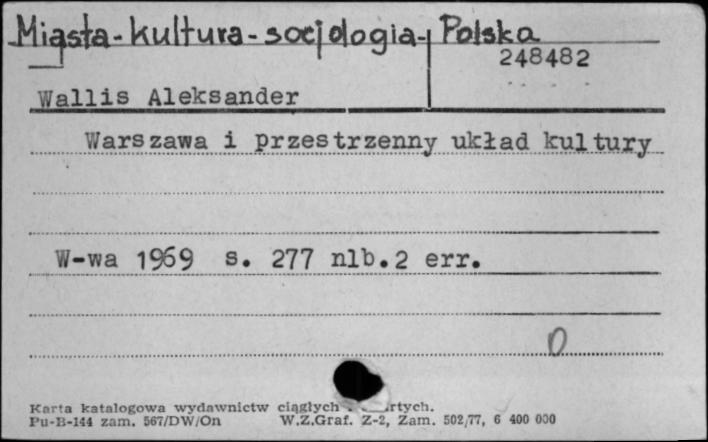 Miasta-kultura-socjologia-Polska
248482
Wallis Aleksander
Warszawa i przestrzenny układ kultury
W-wa 1969 s. 277 nlb.2 err.
0
Karta katalogowa wydawnictw ciągłych rtych.
Pu-B-144 zam. 567/DW/On W.Z.Graf. Z-2, Zam. 502/77, 6 400 000